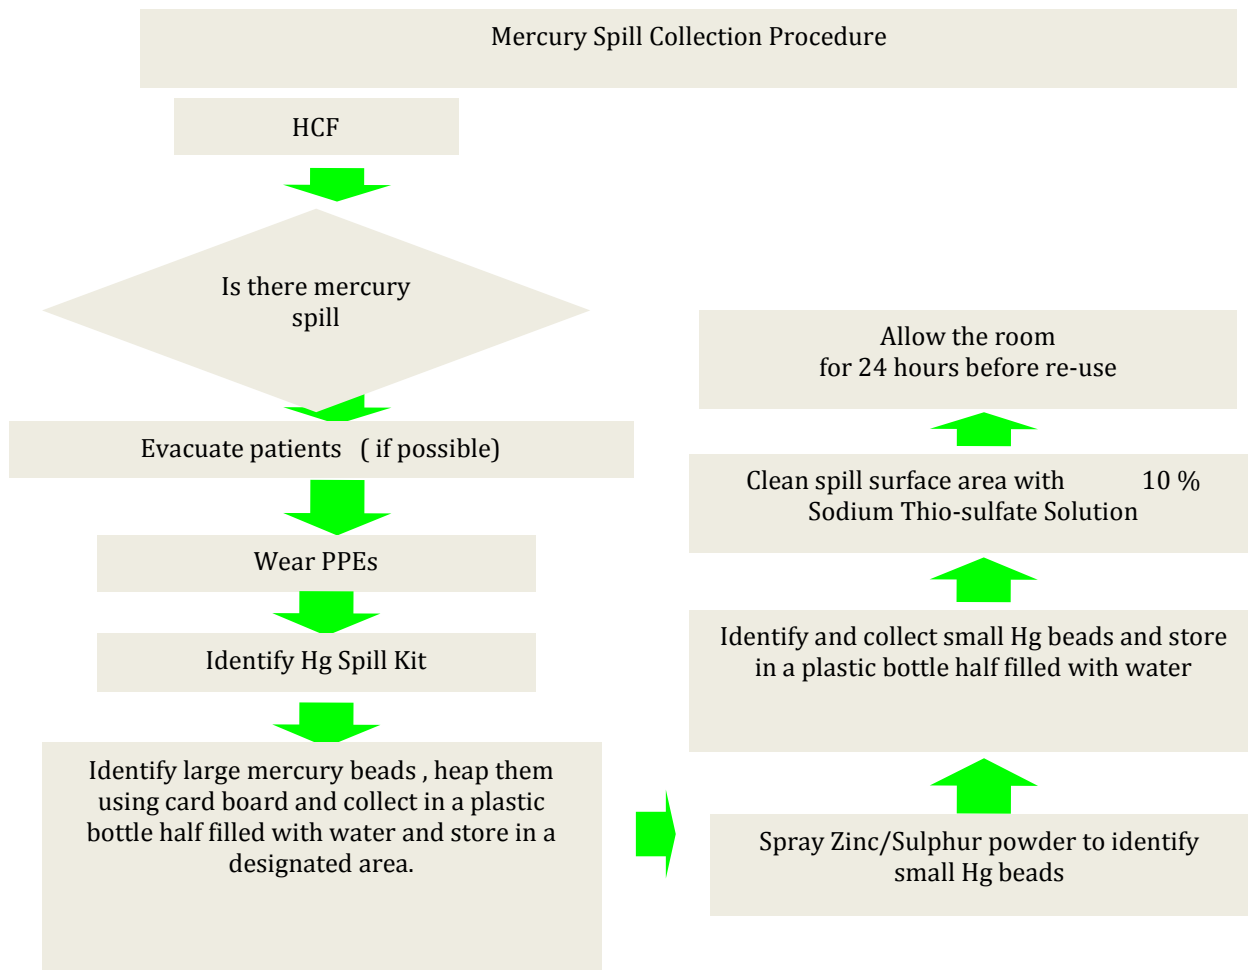 Mercury Spill Collection Procedure
HCF
Is there mercury
spill
Evacuate patients ( if possible)
Wear PPEs
Identify Hg Spill Kit
Identify large mercury beads , heap them
using card board and collect in a plastic
bottle half filled with water and store in a
designated area.
Spray Zinc/Sulphur powder to identify
small Hg beads
Identify and collect small Hg beads and store
in a plastic bottle half filled with water
Clean spill surface area with 10 %
Sodium Thio-sulfate Solution
Allow the room
for 24 hours before re-use